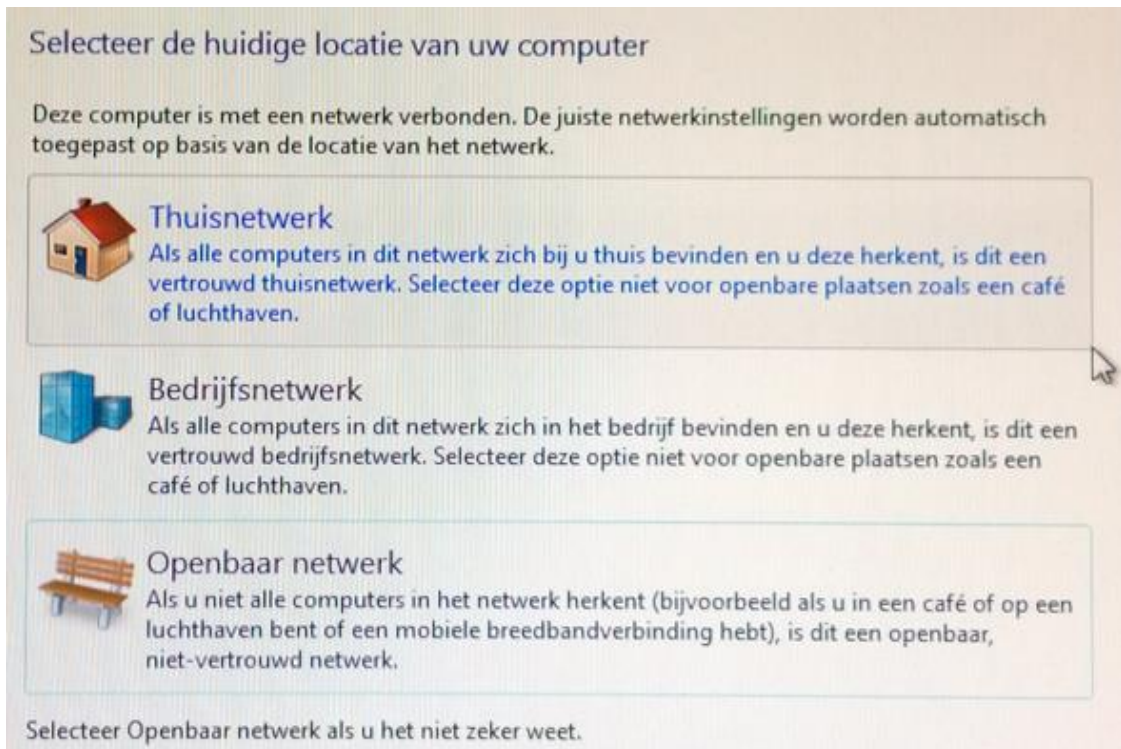 Selecteer de huidige locatie van uw computer
Deze computer is met een netwerk verbonden. De juiste netwerkinstellingen worden automatisch
toegepast op basis van de locatie van het netwerk.
Thuisnetwerk
Als alle computers in dit netwerk zich bij u thuis bevinden en u deze herkent, is dit een
vertrouwd thuisnetwerk. Selecteer deze optie niet voor openbare plaatsen zoals een café
of luchthaven.
Bedrijfsnetwerk
Als alle computers in dit netwerk zich in het bedrijf bevinden en u deze herkent, is dit een
vertrouwd bedrijfsnetwerk. Selecteer deze optie niet voor openbare plaatsen zoals een
café of luchthaven.
Openbaar netwerk
Als u niet alle computers in het netwerk herkent (bijvoorbeeld als u in een café of op een
luchthaven bent of een mobiele breedbandverbinding hebt), is dit een openbaar,
niet-vertrouwd netwerk.
Selecteer Openbaar netwerk als u het niet zeker weet.